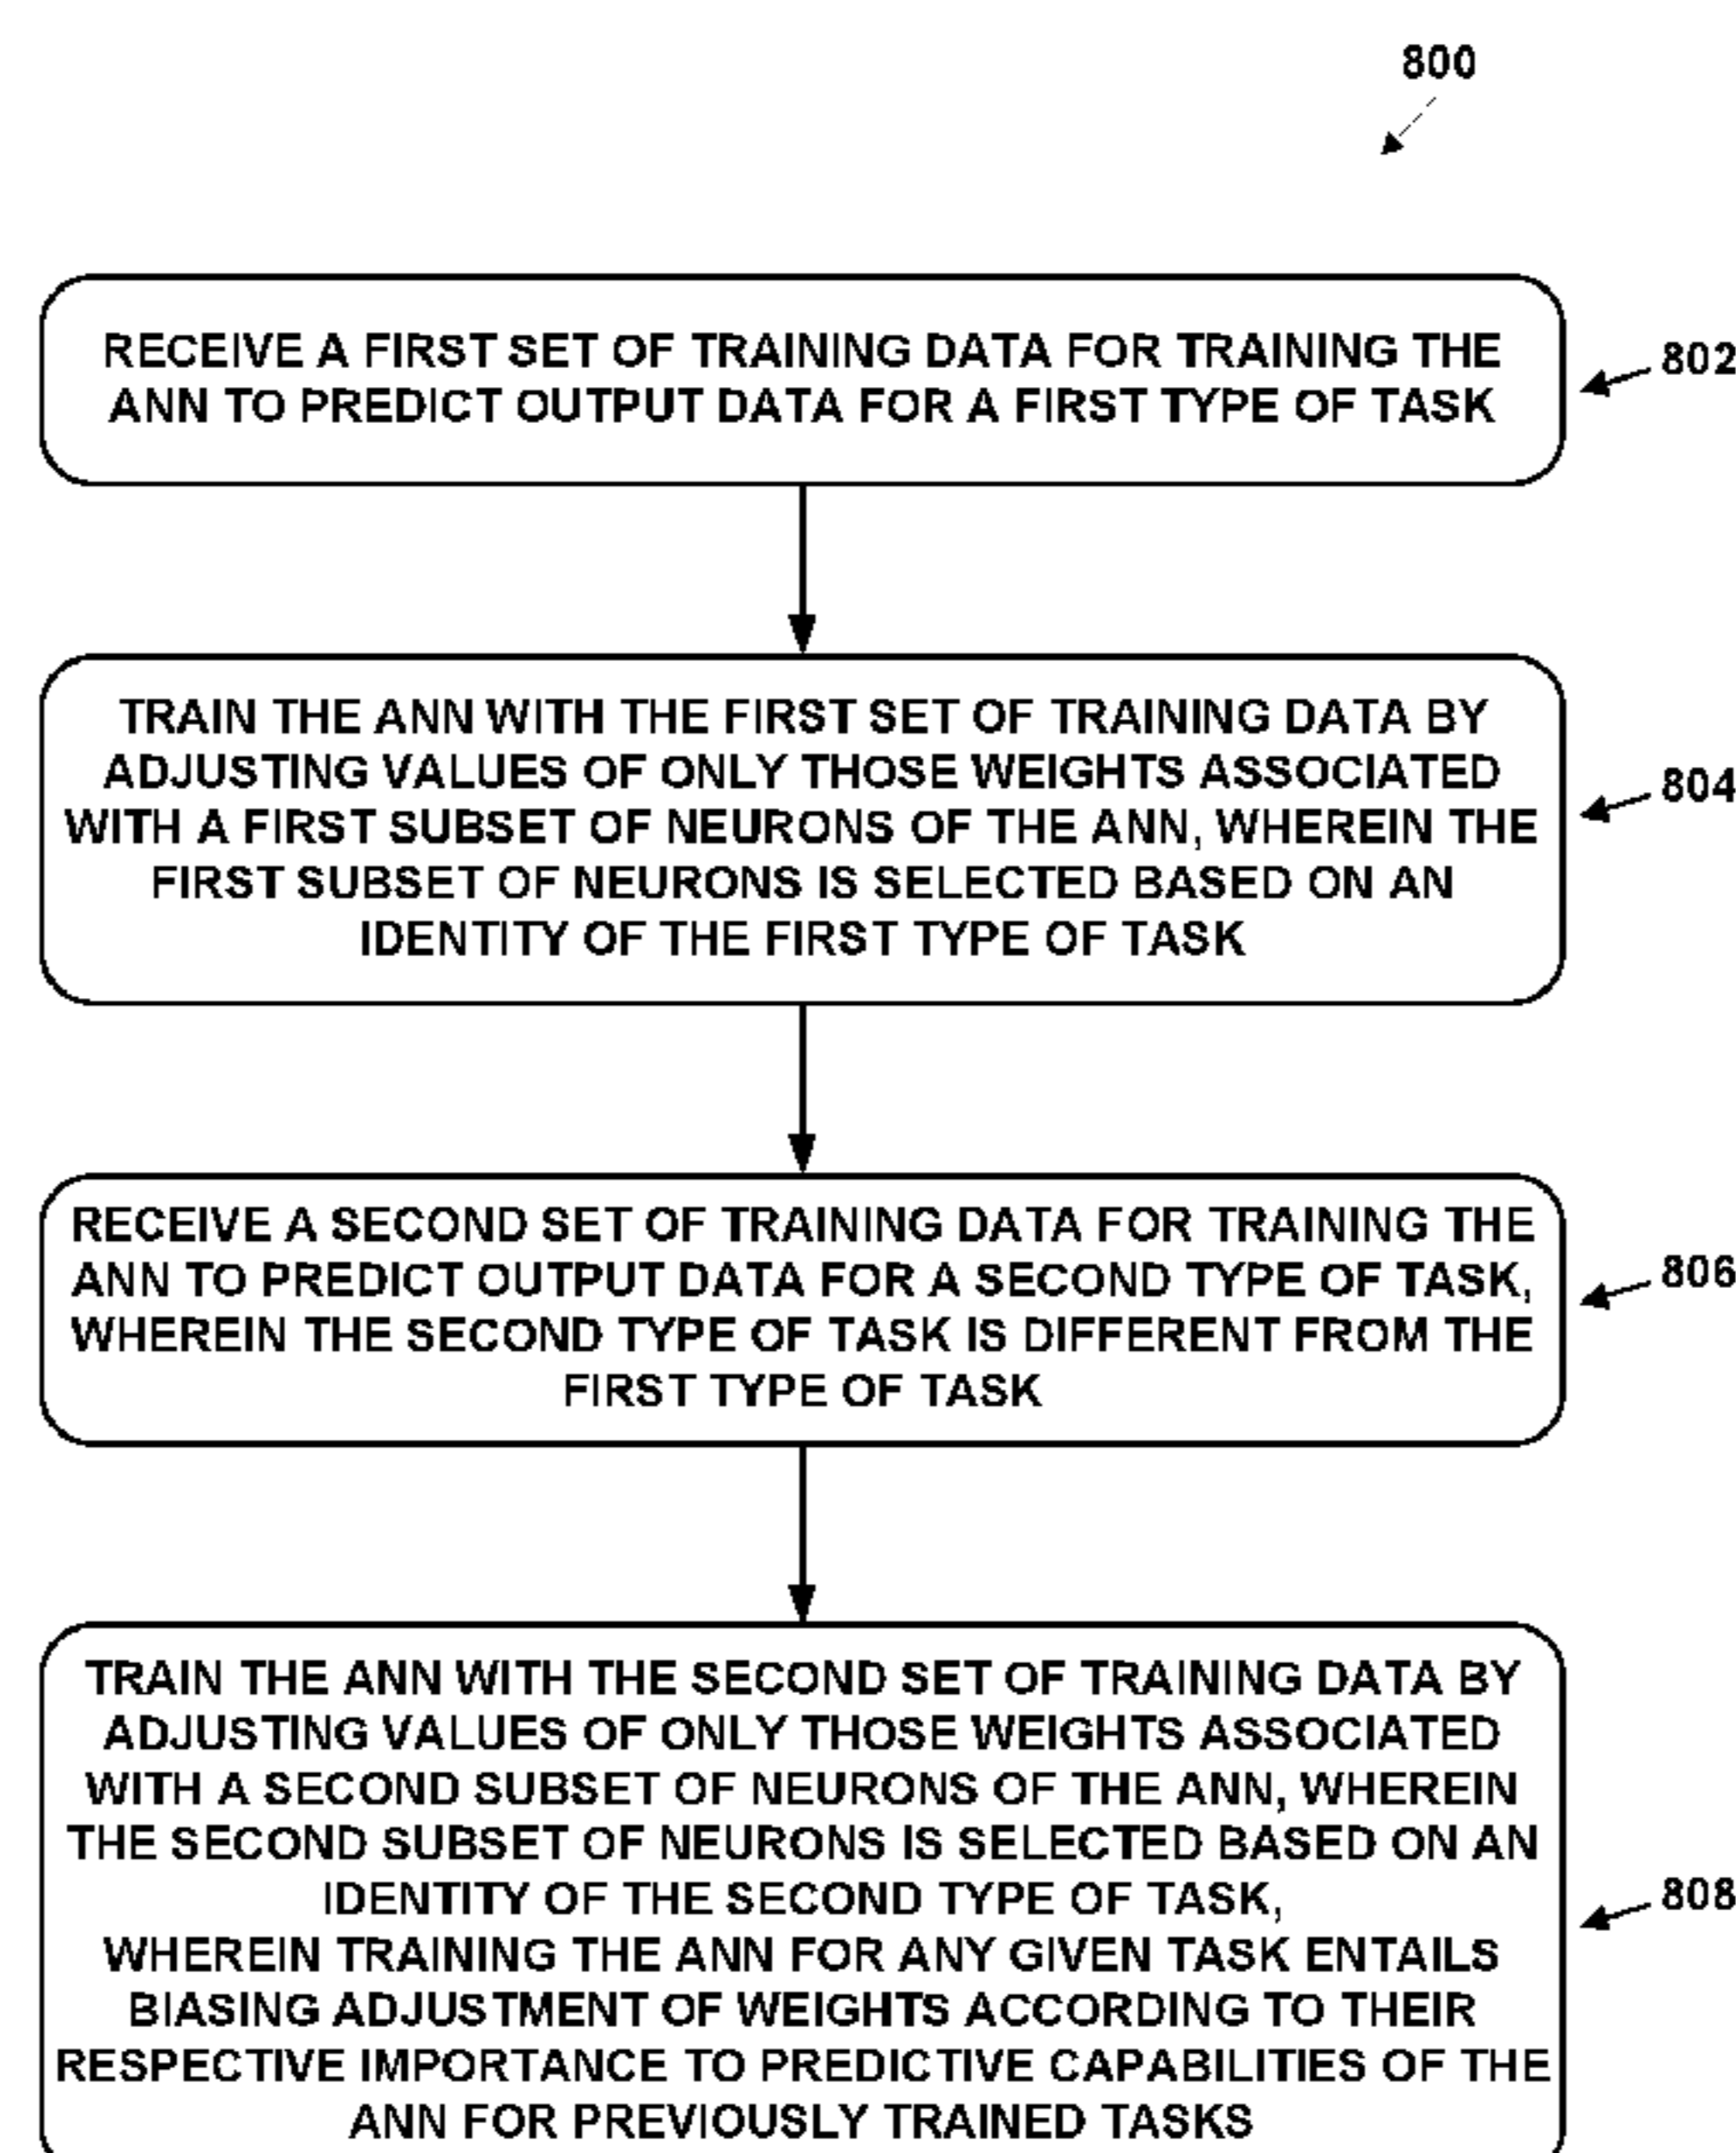 800
RECEIVE A FIRST SET OF TRAINING DATA FOR TRAINING THE
ANN TO PREDICT OUTPUT DATA FOR A FIRST TYPE OF TASK
802
TRAIN THE ANN WITH THE FIRST SET OF TRAINING DATA BY
ADJUSTING VALUES OF ONLY THOSE WEIGHTS ASSOCIATED
WITH A FIRST SUBSET OF NEURONS OF THE ANN, WHEREIN THE
FIRST SUBSET OF NEURONS IS SELECTED BASED ON AN
IDENTITY OF THE FIRST TYPE OF TASK
804
RECEIVE A SECOND SET OF TRAINING DATA FOR TRAINING THE
ANN TO PREDICT OUTPUT DATA FOR A SECOND TYPE OF TASK,
WHEREIN THE SECOND TYPE OF TASK IS DIFFERENT FROM THE
FIRST TYPE OF TASK
806
TRAIN THE ANN WITH THE SECOND SET OF TRAINING DATA BY
ADJUSTING VALUES OF ONLY THOSE WEIGHTS ASSOCIATED
WITH A SECOND SUBSET OF NEURONS OF THE ANN, WHEREIN
THE SECOND SUBSET OF NEURONS IS SELECTED BASED ON AN
IDENTITY OF THE SECOND TYPE OF TASK,
WHEREIN TRAINING THE ANN FOR ANY GIVEN TASK ENTAILS
BIASING ADJUSTMENT OF WEIGHTS ACCORDING TO THEIR
RESPECTIVE IMPORTANCE TO PREDICTIVE CAPABILITIES OF THE
ANN FOR PREVIOUSLY TRAINED TASKS
808